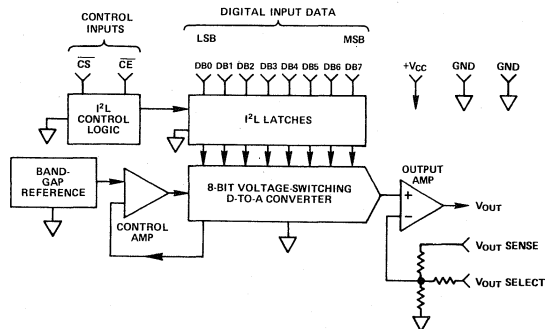 CONTROL INPUTS
DIGITAL INPUT DATA
LSB MSB
CS CE
DB0 DB1 DB2 DB3 DB4 DB5 DB6 DB7
+VCC GND GND
I²L CONTROL LOGIC
I²L LATCHES
BAND-GAP REFERENCE
CONTROL AMP
8-BIT VOLTAGE-SWITCHING D-TO-A CONVERTER
OUTPUT AMP
+
−
VOUT
VOUT SENSE
VOUT SELECT